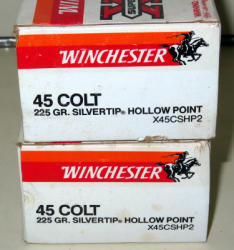 WINCHESTER
45 COLT
225 GR. SILVERTIP® HOLLOW POINT
X45CSHP2
WINCHESTER
45 COLT
225 GR. SILVERTIP® HOLLOW POINT
X45CSHP2